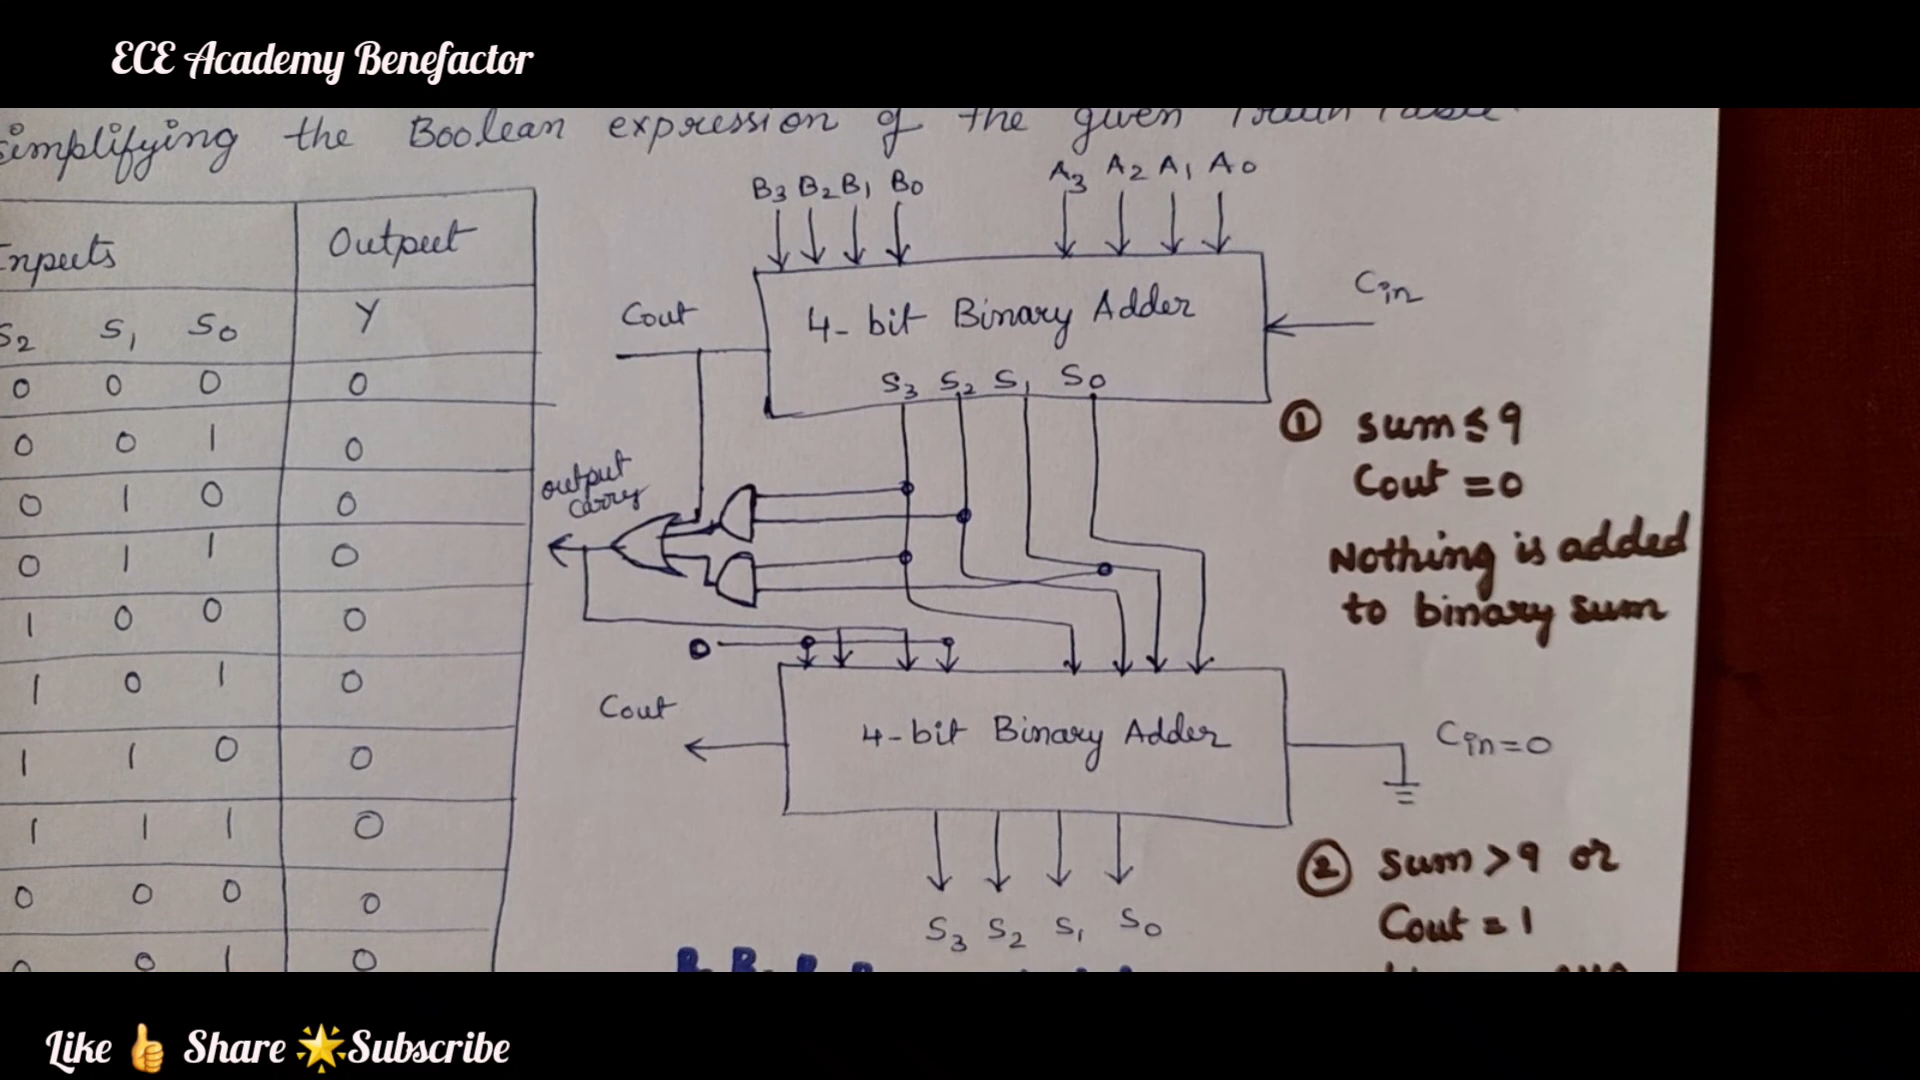 ECE Academy Benefactor
simplifying the Boolean expression of the given Truth Table
Inputs Output
S2 S1 S0 Y
0 0 0 0
0 0 1 0
0 1 0 0
0 1 1 0
1 0 0 0
1 0 1 0
1 1 0 0
1 1 1 0
0 0 0 0
0 0 1 0
B3 B2 B1 B0 A3 A2 A1 A0
Cout 4-bit Binary Adder Cin
S3 S2 S1 S0
output
carry
0
Cout 4-bit Binary Adder Cin=0
S3 S2 S1 S0
① sum ≤ 9
Cout = 0
Nothing is added
to binary sum
② sum > 9 or
Cout = 1
Like 👍 Share 🌟Subscribe